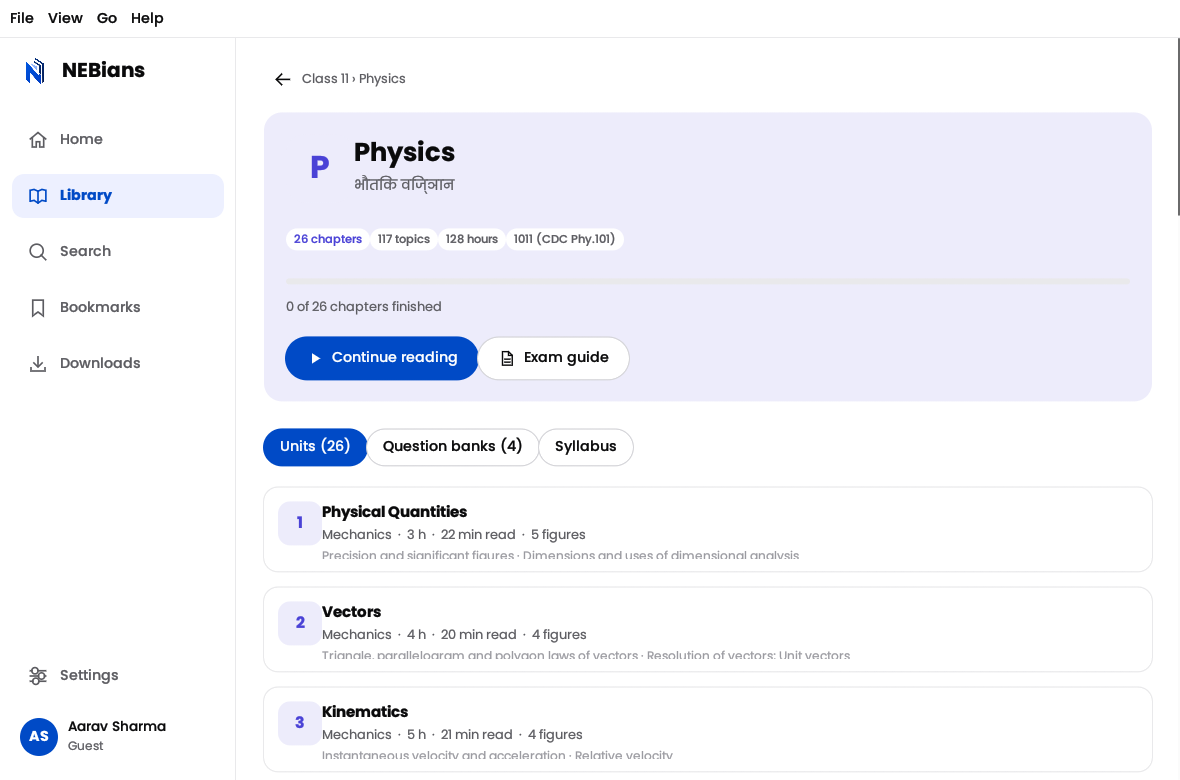 File View Go Help
NEBians
Home
Library
Search
Bookmarks
Downloads
Settings
AS
Aarav Sharma
Guest
Class 11 › Physics
P
Physics
भौतिक विज्ञान
26 chapters 117 topics 128 hours 1011 (CDC Phy.101)
0 of 26 chapters finished
Continue reading Exam guide
Units (26) Question banks (4) Syllabus
1
Physical Quantities
Mechanics · 3 h · 22 min read · 5 figures
Precision and significant figures · Dimensions and uses of dimensional analysis
2
Vectors
Mechanics · 4 h · 20 min read · 4 figures
Triangle, parallelogram and polygon laws of vectors · Resolution of vectors; Unit vectors
3
Kinematics
Mechanics · 5 h · 21 min read · 4 figures
Instantaneous velocity and acceleration · Relative velocity